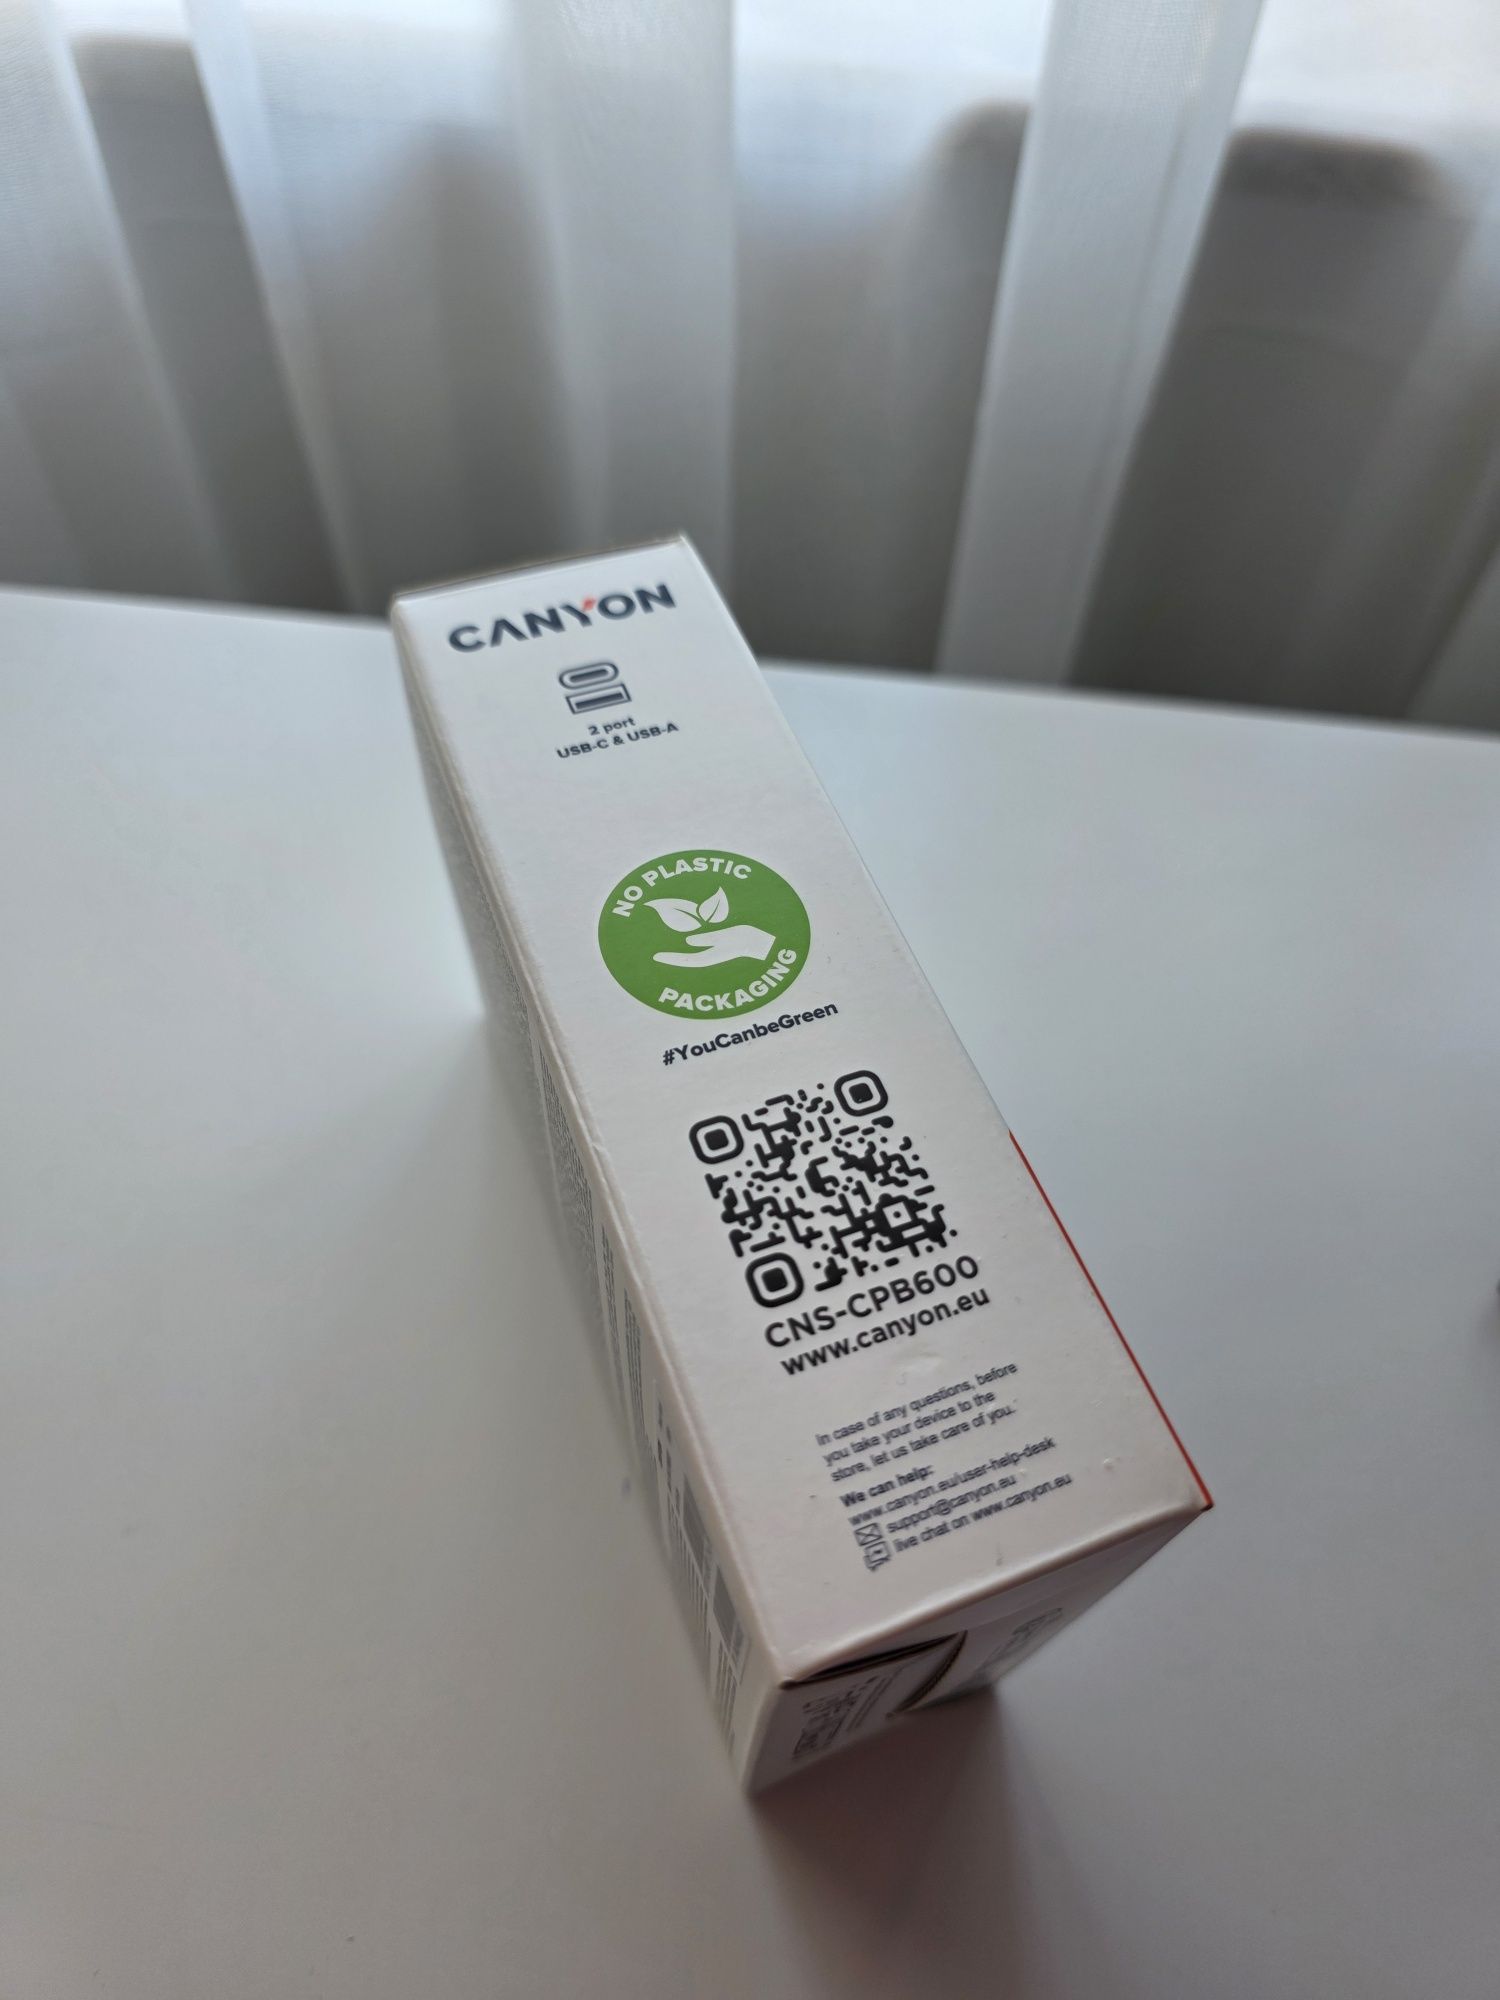 CANYON
2 port
USB-C & USB-A
NO PLASTIC
PACKAGING
#YouCanbeGreen
CNS-CPB600
www.canyon.eu
In case of any questions, before
you take your device to the
store, let us take care of you.
We can help:
www.canyon.eu/user-help-desk
support@canyon.eu
live chat on www.canyon.eu